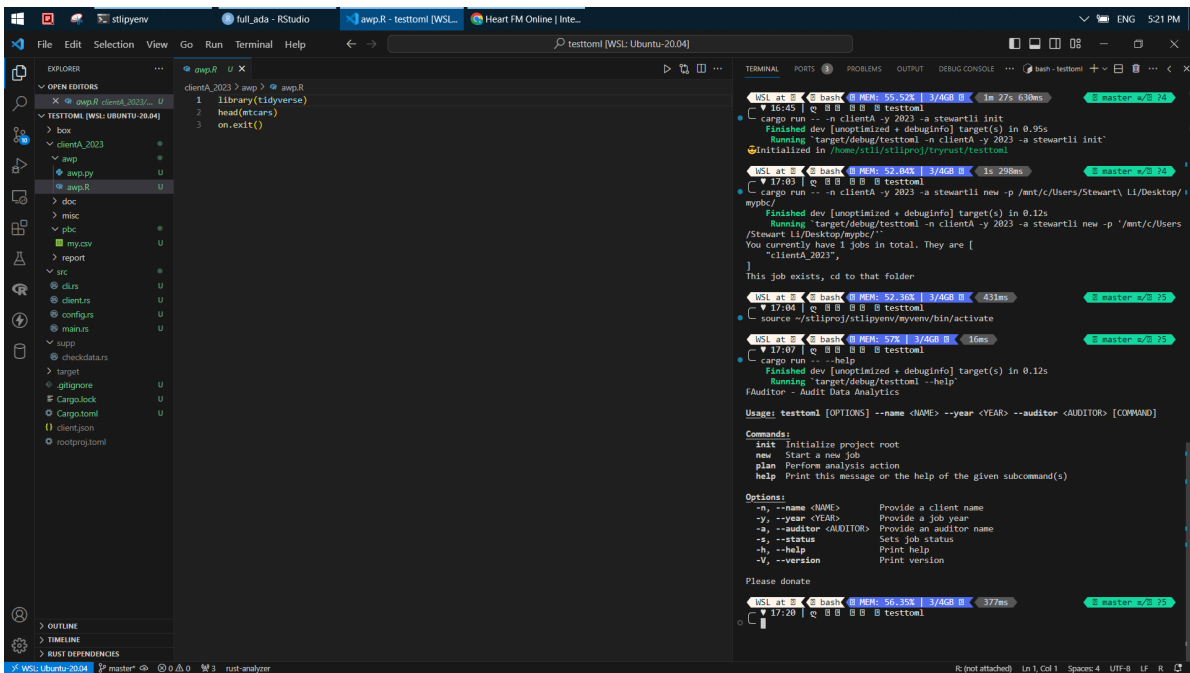 stlipyenv
full_ada - RStudio
awp.R - testtoml [WSL...
Heart FM Online | Inte...
ENG 5:21 PM
File Edit Selection View Go Run Terminal Help
testtoml [WSL: Ubuntu-20.04]
EXPLORER
OPEN EDITORS
awp.R clientA_2023/... U
TESTTOML [WSL: UBUNTU-20.04]
box
clientA_2023
awp
awp.py U
awp.R U
doc
misc
pbc
my.csv U
report
src
cli.rs U
client.rs U
config.rs U
main.rs U
supp
checkdata.rs
target
.gitignore U
Cargo.lock U
Cargo.toml U
client.json
rootproj.toml
OUTLINE
TIMELINE
RUST DEPENDENCIES
awp.R U
clientA_2023 > awp > awp.R
1 library(tidyverse)
2 head(mtcars)
3 on.exit()
TERMINAL PORTS 3 PROBLEMS OUTPUT DEBUG CONSOLE ... bash - testtoml
WSL at bash MEM: 55.52% | 3/4GB 1m 27s 630ms master ?4
16:45 | testtoml
cargo run -- -n clientA -y 2023 -a stewartli init
Finished dev [unoptimized + debuginfo] target(s) in 0.95s
Running `target/debug/testtoml -n clientA -y 2023 -a stewartli init`
Initialized in /home/stli/stliproj/tryrust/testtoml
WSL at bash MEM: 52.04% | 3/4GB 1s 298ms master ?4
17:03 | testtoml
cargo run -- -n clientA -y 2023 -a stewartli new -p /mnt/c/Users/Stewart\ Li/Desktop/
mypbc/
Finished dev [unoptimized + debuginfo] target(s) in 0.12s
Running `target/debug/testtoml -n clientA -y 2023 -a stewartli new -p '/mnt/c/Users
/Stewart Li/Desktop/mypbc/'`
You currently have 1 jobs in total. They are [
"clientA_2023",
]
This job exists, cd to that folder
WSL at bash MEM: 52.36% | 3/4GB 431ms master ?5
17:04 | testtoml
source ~/stliproj/stlipyenv/myvenv/bin/activate
WSL at bash MEM: 57% | 3/4GB 16ms master ?5
17:07 | testtoml
cargo run -- --help
Finished dev [unoptimized + debuginfo] target(s) in 0.12s
Running `target/debug/testtoml --help`
FAuditor - Audit Data Analytics
Usage: testtoml [OPTIONS] --name <NAME> --year <YEAR> --auditor <AUDITOR> [COMMAND]
Commands:
init Initialize project root
new Start a new job
plan Perform analysis action
help Print this message or the help of the given subcommand(s)
Options:
-n, --name <NAME> Provide a client name
-y, --year <YEAR> Provide a job year
-a, --auditor <AUDITOR> Provide an auditor name
-s, --status Sets job status
-h, --help Print help
-V, --version Print version
Please donate
WSL at bash MEM: 56.35% | 3/4GB 377ms master ?5
17:20 | testtoml
WSL: Ubuntu-20.04 master* 0 0 3 rust-analyzer
R: (not attached) Ln 1, Col 1 Spaces: 4 UTF-8 LF R